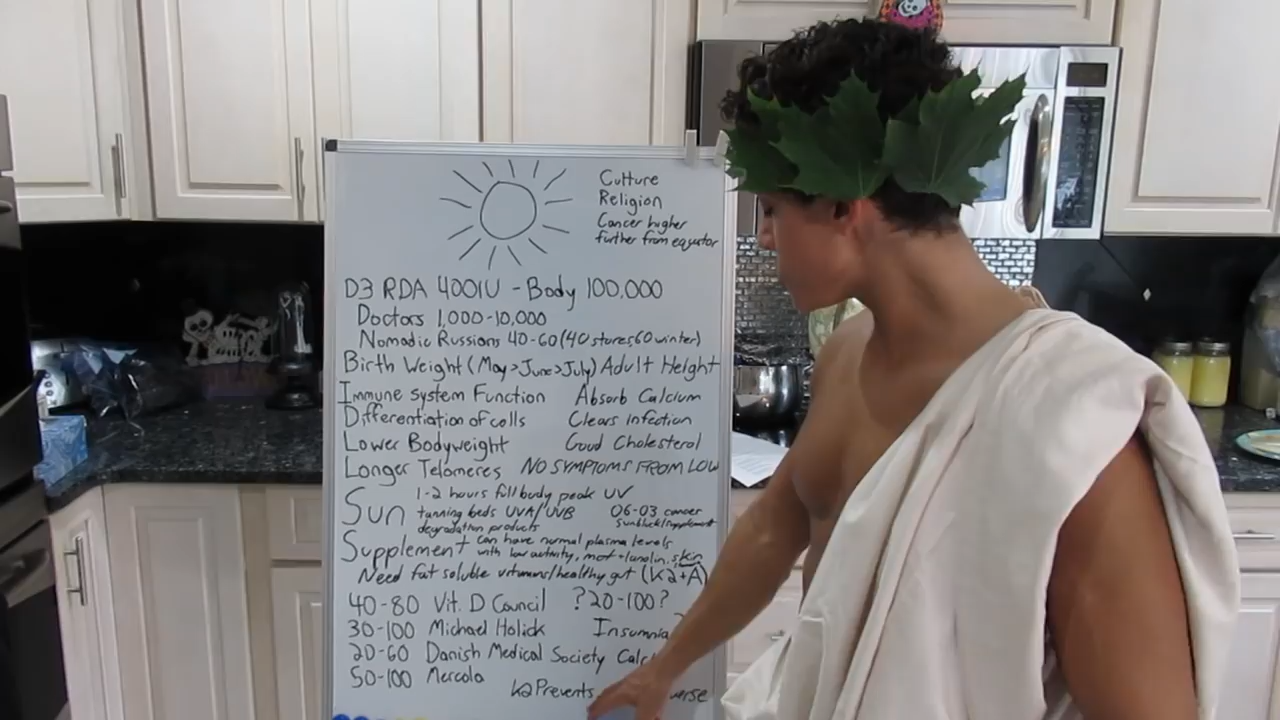 Culture
Religion
Cancer higher
further from equator
D3 RDA 400IU - Body 100,000
Doctors 1,000-10,000
Nomadic Russians 40-60 (40 stores, 60 winter)
Birth Weight (May > June > July) Adult Height
Immune system Function Absorb Calcium
Differentiation of cells Clears Infection
Lower Bodyweight Good Cholesterol
Longer Telomeres NO SYMPTOMS FROM LOW
Sun 1-2 hours full body peak UV
tanning beds UVA/UVB 06-03 cancer
degradation products sunblock/supplement
Supplement can have normal plasma levels
with low activity, most lanolin, skin
Need fat soluble vitamins/healthy gut (K2+A)
40-80 Vit. D Council ?20-100?
30-100 Michael Holick Insomnia?
20-60 Danish Medical Society
50-100 Mercola
K2 Prevents